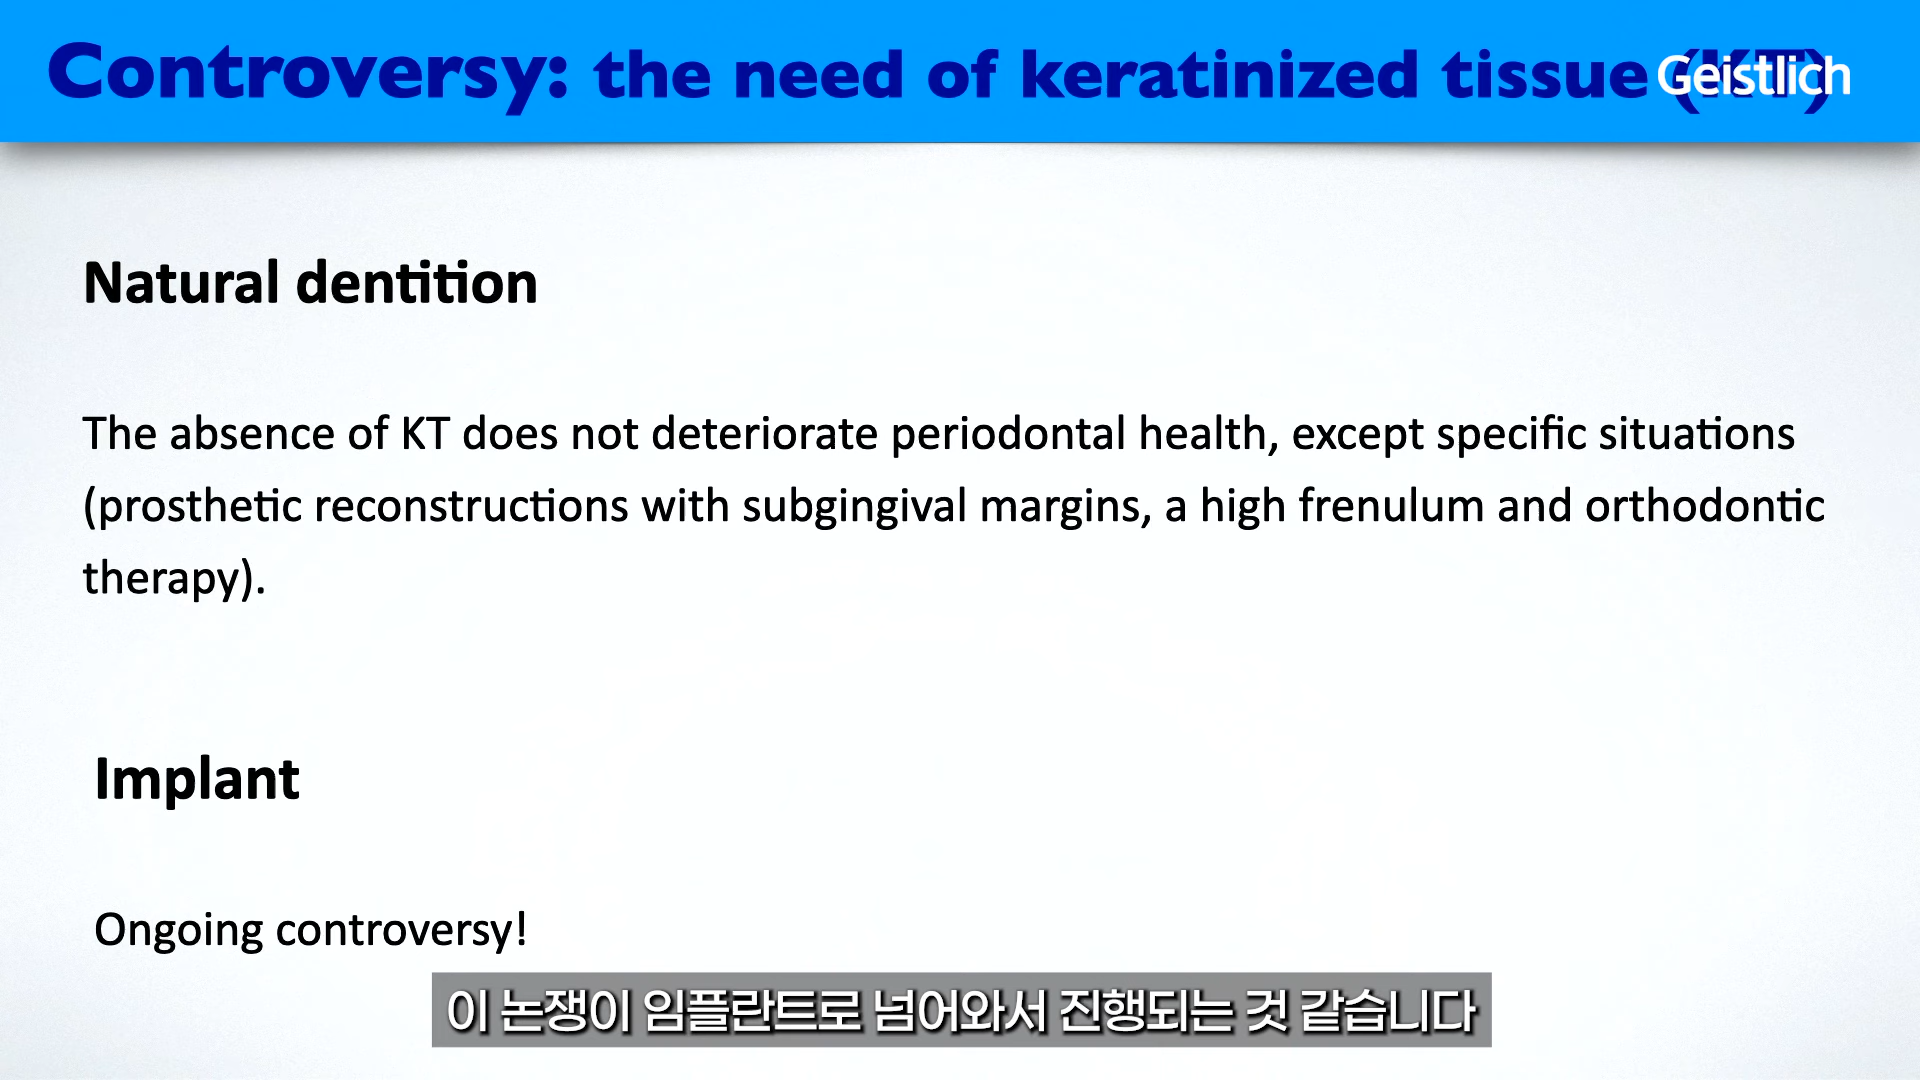 Controversy: the need of keratinized tissue (KT)
Geistlich
Natural dentition
The absence of KT does not deteriorate periodontal health, except specific situations
(prosthetic reconstructions with subgingival margins, a high frenulum and orthodontic
therapy).
Implant
Ongoing controversy!
이 논쟁이 임플란트로 넘어와서 진행되는 것 같습니다